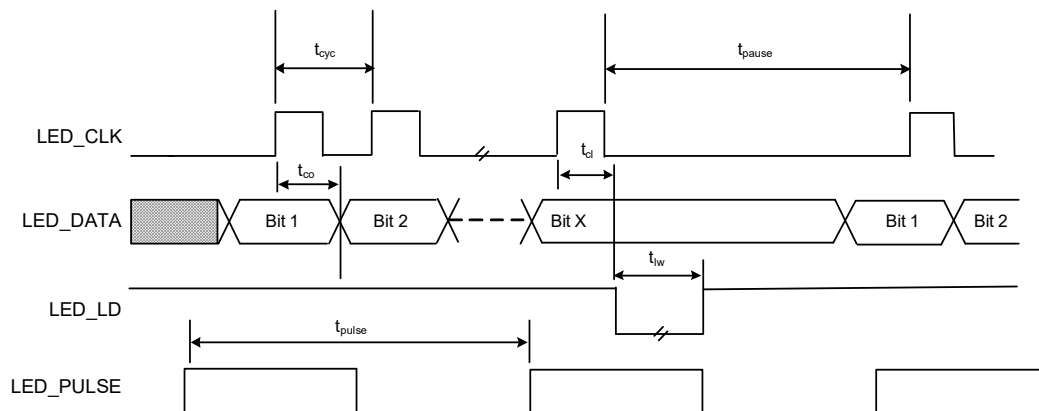 t_cyc
t_pause
LED_CLK
t_cl
t_co
LED_DATA
Bit 1
Bit 2
Bit X
Bit 1
Bit 2
t_lw
LED_LD
t_pulse
LED_PULSE